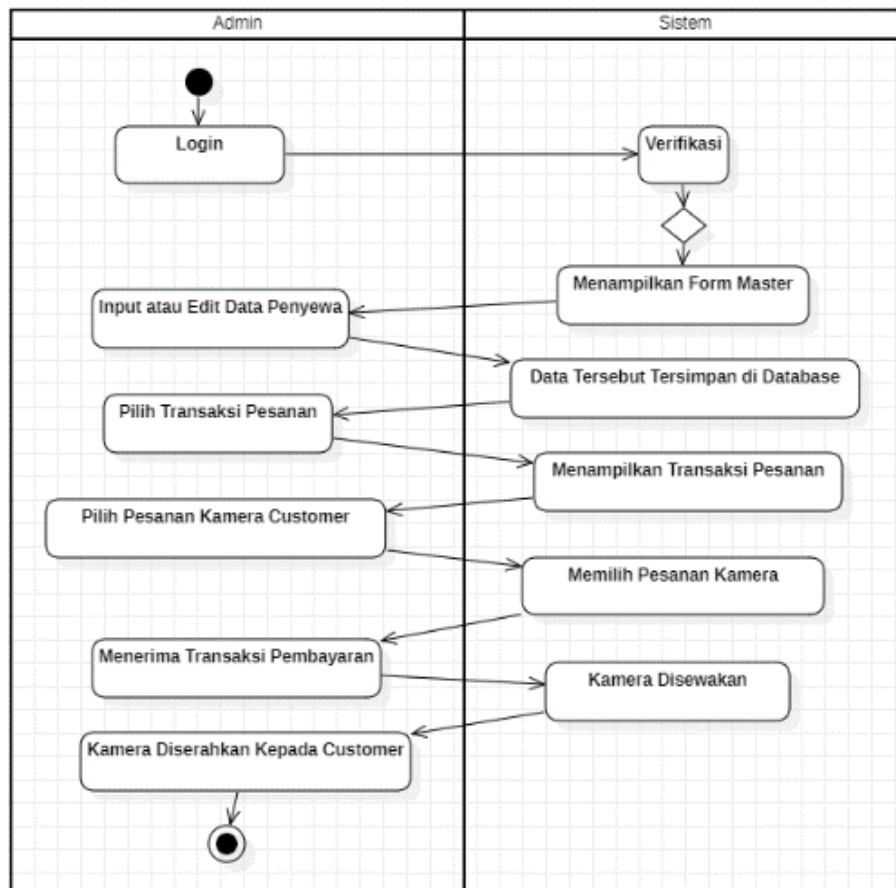 Admin
Sistem
Login
Verifikasi
Menampilkan Form Master
Input atau Edit Data Penyewa
Data Tersebut Tersimpan di Database
Pilih Transaksi Pesanan
Menampilkan Transaksi Pesanan
Pilih Pesanan Kamera Customer
Memilih Pesanan Kamera
Menerima Transaksi Pembayaran
Kamera Disewakan
Kamera Diserahkan Kepada Customer